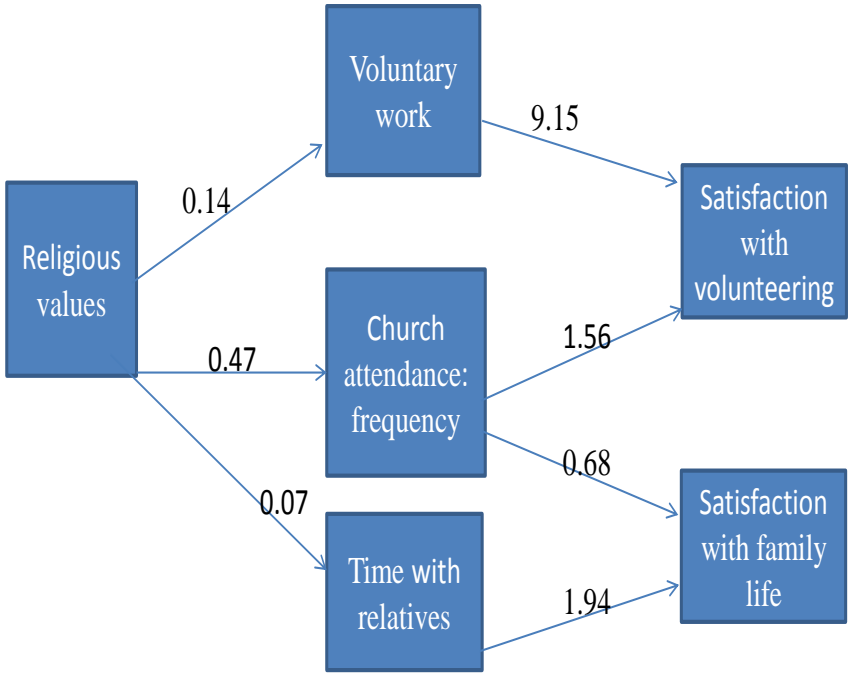 Voluntary
work
9.15
0.14
Satisfaction
with
volunteering
Religious
values
Church
attendance:
frequency
0.47
1.56
0.68
0.07
Satisfaction
with family
life
Time with
relatives
1.94